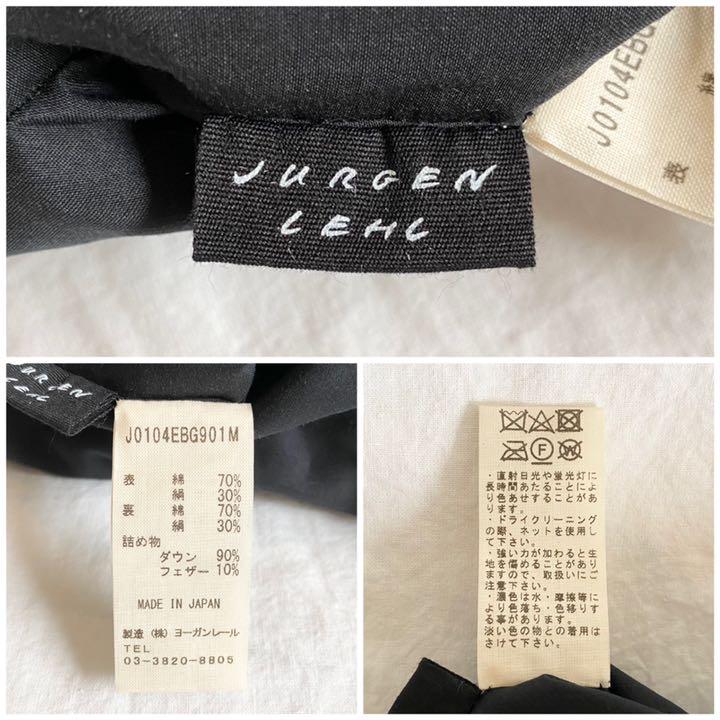 JURGEN
LEHL
J0104EBG
表
JURGEN
LEHL
J0104EBG901M
表 綿 70%
絹 30%
裏 綿 70%
絹 30%
詰め物
ダウン 90%
フェザー 10%
MADE IN JAPAN
製造 (株) ヨーガンレール
TEL
03-3820-8805
F W
・直射日光や蛍光灯に
長時間あたることによ
り色あせすることがあ
ります。
・ドライクリーニング
の際、ネットを使用し
て下さい。
・強い力が加わると生
地を傷めることがあり
ますので、取扱いにご
注意下さい。
・濃色は水・摩擦等に
より色落ち・色移りす
る事があります。
淡い色の物との着用は
さけて下さい。